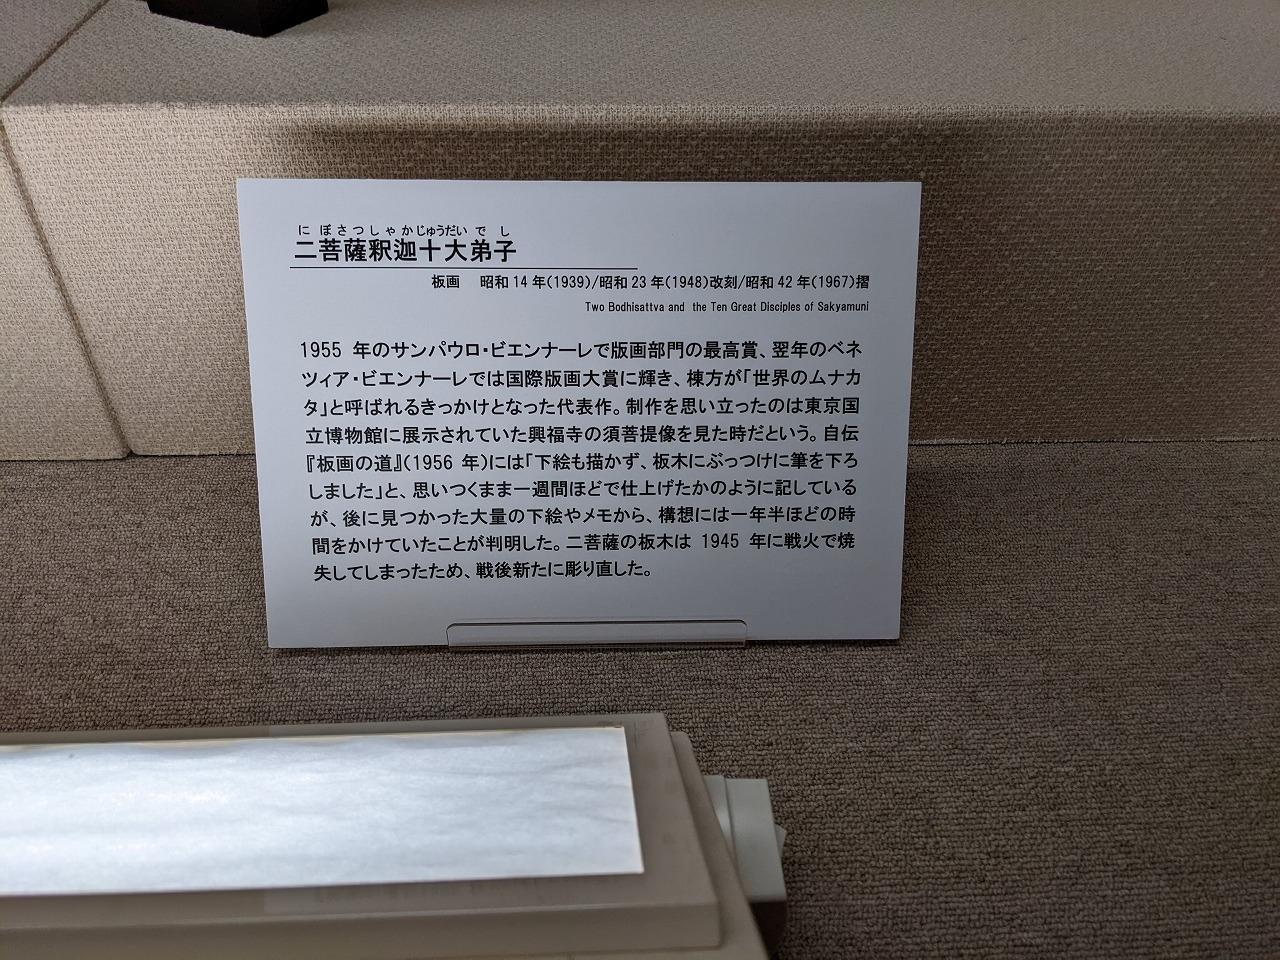 にぼさつしゃかじゅうだいでし
二菩薩釈迦十大弟子
板画　昭和 14 年(1939)/昭和 23 年(1948)改刻/昭和 42 年(1967)摺
Two Bodhisattva and the Ten Great Disciples of Sakyamuni
1955 年のサンパウロ・ビエンナーレで版画部門の最高賞、翌年のベネ
ツィア・ビエンナーレでは国際版画大賞に輝き、棟方が「世界のムナカ
タ」と呼ばれるきっかけとなった代表作。制作を思い立ったのは東京国
立博物館に展示されていた興福寺の須菩提像を見た時だという。自伝
『板画の道』(1956 年)には「下絵も描かず、板木にぶっつけに筆を下ろ
しました」と、思いつくまま一週間ほどで仕上げたかのように記している
が、後に見つかった大量の下絵やメモから、構想には一年半ほどの時
間をかけていたことが判明した。二菩薩の板木は 1945 年に戦火で焼
失してしまったため、戦後新たに彫り直した。